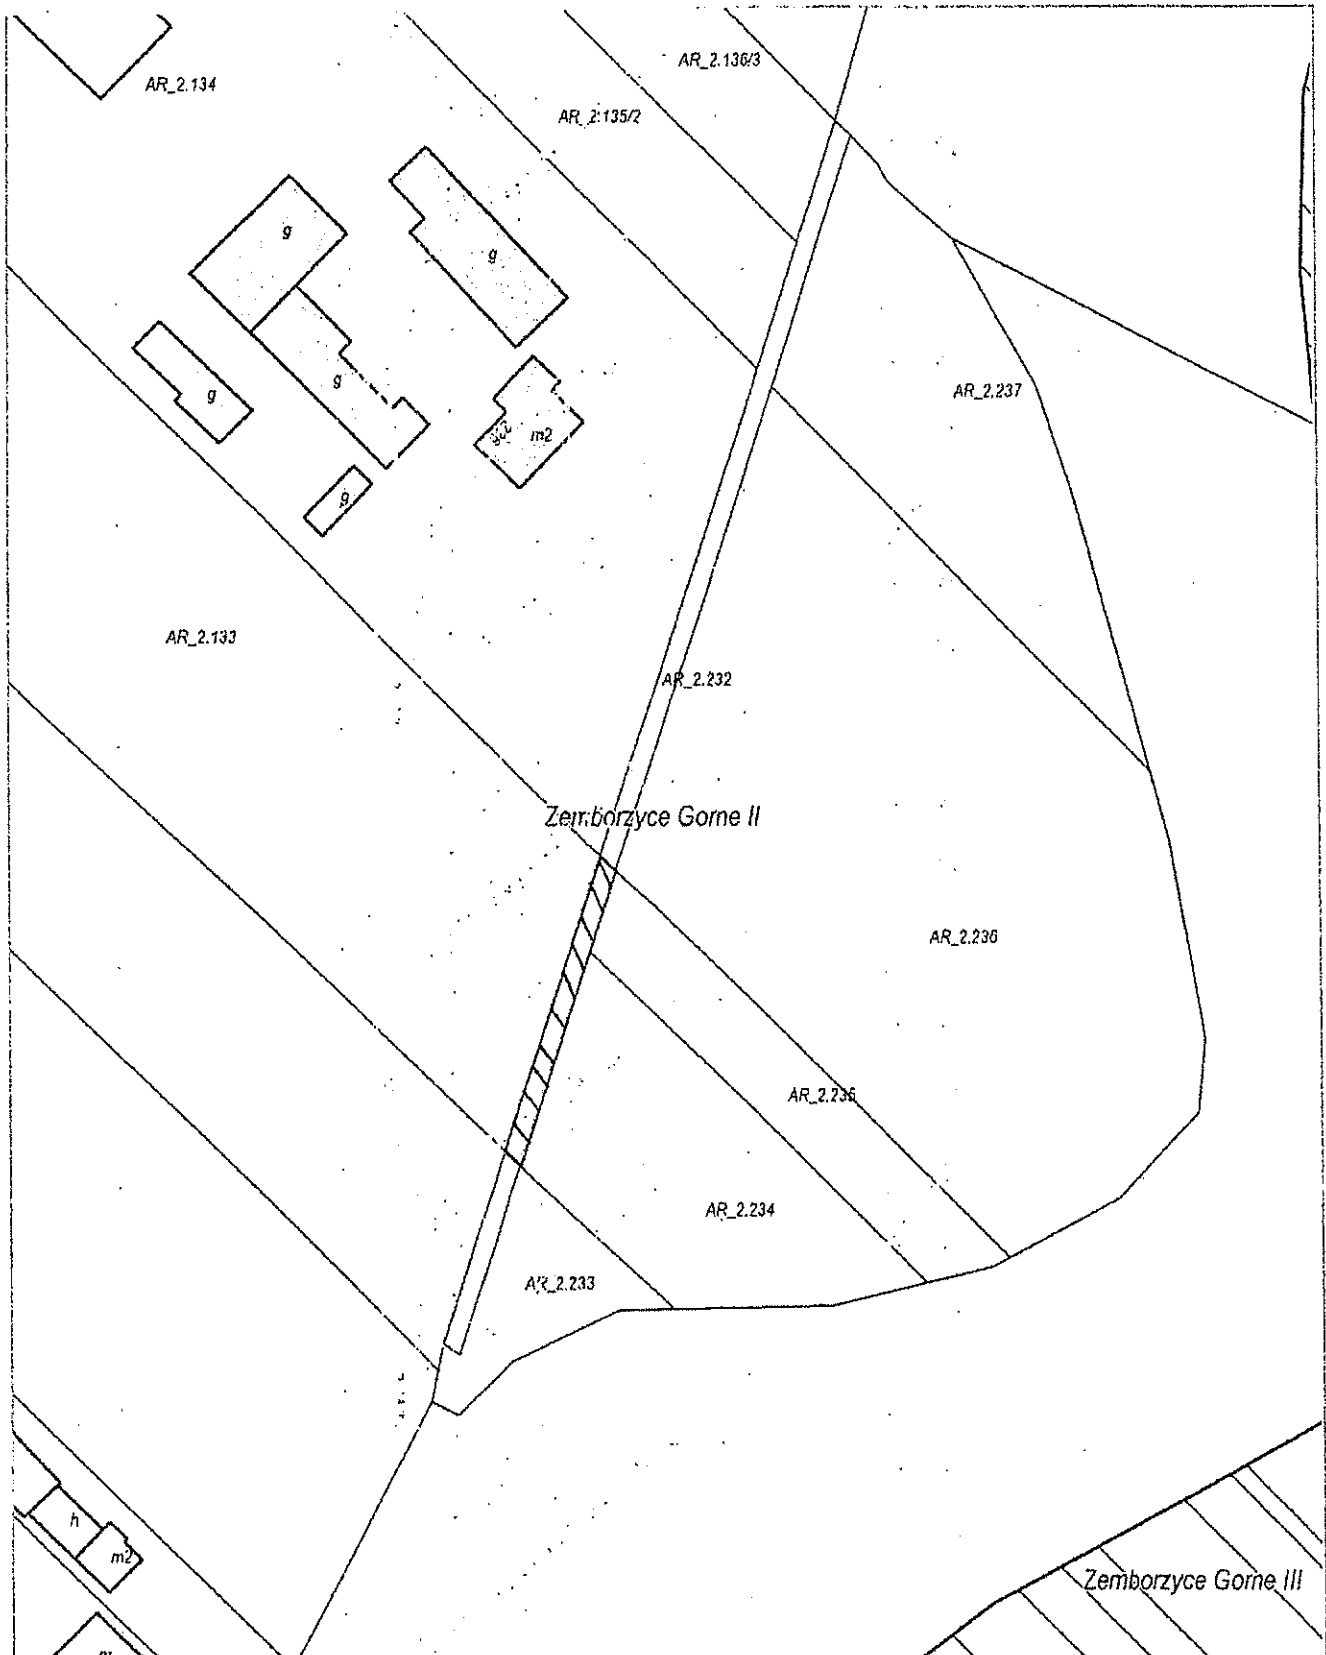 AR_2.136/3
AR_2.134
AR_2.135/2
g
g
AR_2.237
g
g
m2
g
AR_2.133
AR_2.232
Zemborzyce Gorne II
AR_2.236
AR_2.235
AR_2.234
AR_2.233
h
m2
Zemborzyce Gorne III